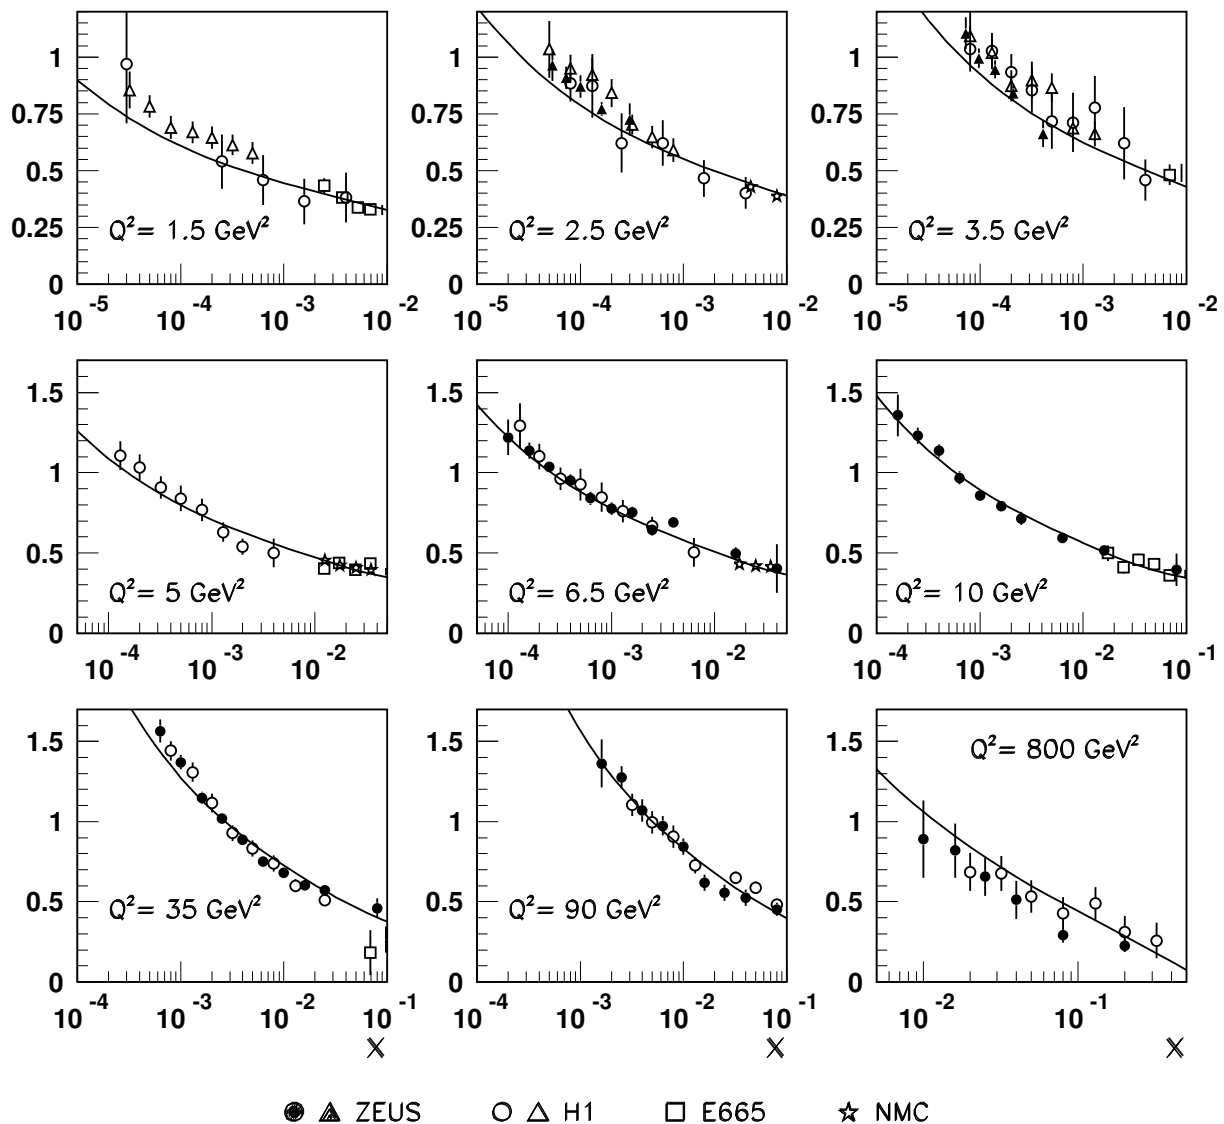 1
0.75
0.5
0.25
0
Q²= 1.5 GeV²
10⁻⁵ 10⁻⁴ 10⁻³ 10⁻²
1
0.75
0.5
0.25
0
Q²= 2.5 GeV²
10⁻⁵ 10⁻⁴ 10⁻³ 10⁻²
1
0.75
0.5
0.25
0
Q²= 3.5 GeV²
10⁻⁵ 10⁻⁴ 10⁻³ 10⁻²
1.5
1
0.5
0
Q²= 5 GeV²
10⁻⁴ 10⁻³ 10⁻²
1.5
1
0.5
0
Q²= 6.5 GeV²
10⁻⁴ 10⁻³ 10⁻²
1.5
1
0.5
0
Q²= 10 GeV²
10⁻⁴ 10⁻³ 10⁻² 10⁻¹
1.5
1
0.5
0
Q²= 35 GeV²
10⁻⁴ 10⁻³ 10⁻² 10⁻¹
X
1.5
1
0.5
0
Q²= 90 GeV²
10⁻⁴ 10⁻³ 10⁻² 10⁻¹
X
1.5
1
0.5
0
Q²= 800 GeV²
10⁻² 10⁻¹
X
ZEUS H1 E665 NMC